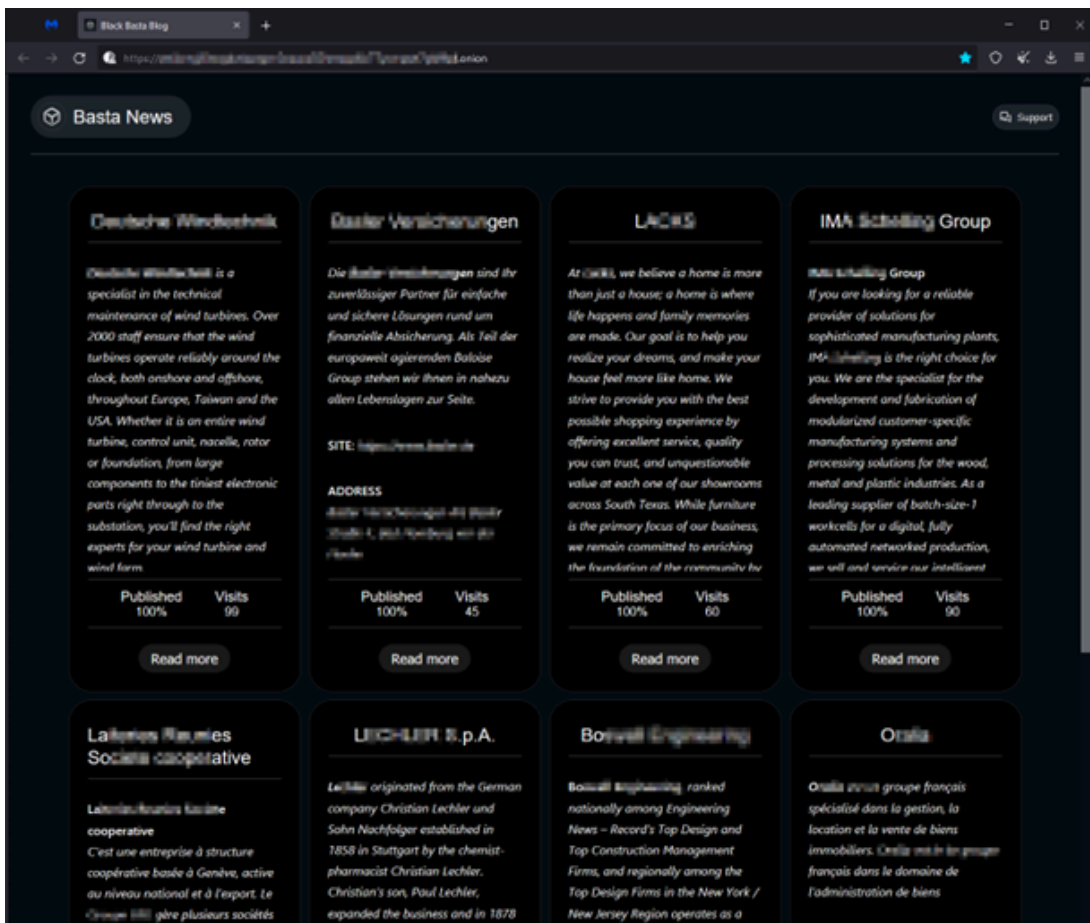 Black Basta Blog
https://
.onion
Basta News
Support
is a
specialist in the technical
maintenance of wind turbines. Over
2000 staff ensure that the wind
turbines operate reliably around the
clock, both onshore and offshore,
throughout Europe, Taiwan and the
USA. Whether it is an entire wind
turbine, control unit, nacelle, rotor
or foundation, from large
components to the tiniest electronic
parts right through to the
substation, you'll find the right
experts for your wind turbine and
wind farm.
Published Visits
100% 99
Read more
Die sind Ihr
zuverlässiger Partner für einfache
und sichere Lösungen rund um
finanzielle Absicherung. Als Teil der
europaweit agierenden Baloise
Group stehen wir Ihnen in nahezu
allen Lebenslagen zur Seite.
SITE:
ADDRESS
Published Visits
100% 45
Read more
At , we believe a home is more
than just a house; a home is where
life happens and family memories
are made. Our goal is to help you
realize your dreams, and make your
house feel more like home. We
strive to provide you with the best
possible shopping experience by
offering excellent service, quality
you can trust, and unquestionable
value at each one of our showrooms
across South Texas. While furniture
is the primary focus of our business,
we remain committed to enriching
the foundation of the community by
Published Visits
100% 60
Read more
IMA Group
Group
If you are looking for a reliable
provider of solutions for
sophisticated manufacturing plants,
IMA is the right choice for
you. We are the specialist for the
development and fabrication of
modularized customer-specific
manufacturing systems and
processing solutions for the wood,
metal and plastic industries. As a
leading supplier of batch-size-1
workcells for a digital, fully
automated networked production,
we sell and service our intelligent
Published Visits
100% 90
Read more
cooperative
C'est une entreprise à structure
coopérative basée à Genève, active
au niveau national et à l'export. Le
gère plusieurs sociétés
S.p.A.
originated from the German
company Christian Lechler und
Sohn Nachfolger established in
1858 in Stuttgart by the chemist-
pharmacist Christian Lechler.
Christian's son, Paul Lechler,
expanded the business and in 1878
ranked
nationally among Engineering
News – Record's Top Design and
Top Construction Management
Firms, and regionally among the
Top Design Firms in the New York /
New Jersey Region operates as a
groupe français
spécialisé dans la gestion, la
location et la vente de biens
immobiliers.
français dans le domaine de
l'administration de biens